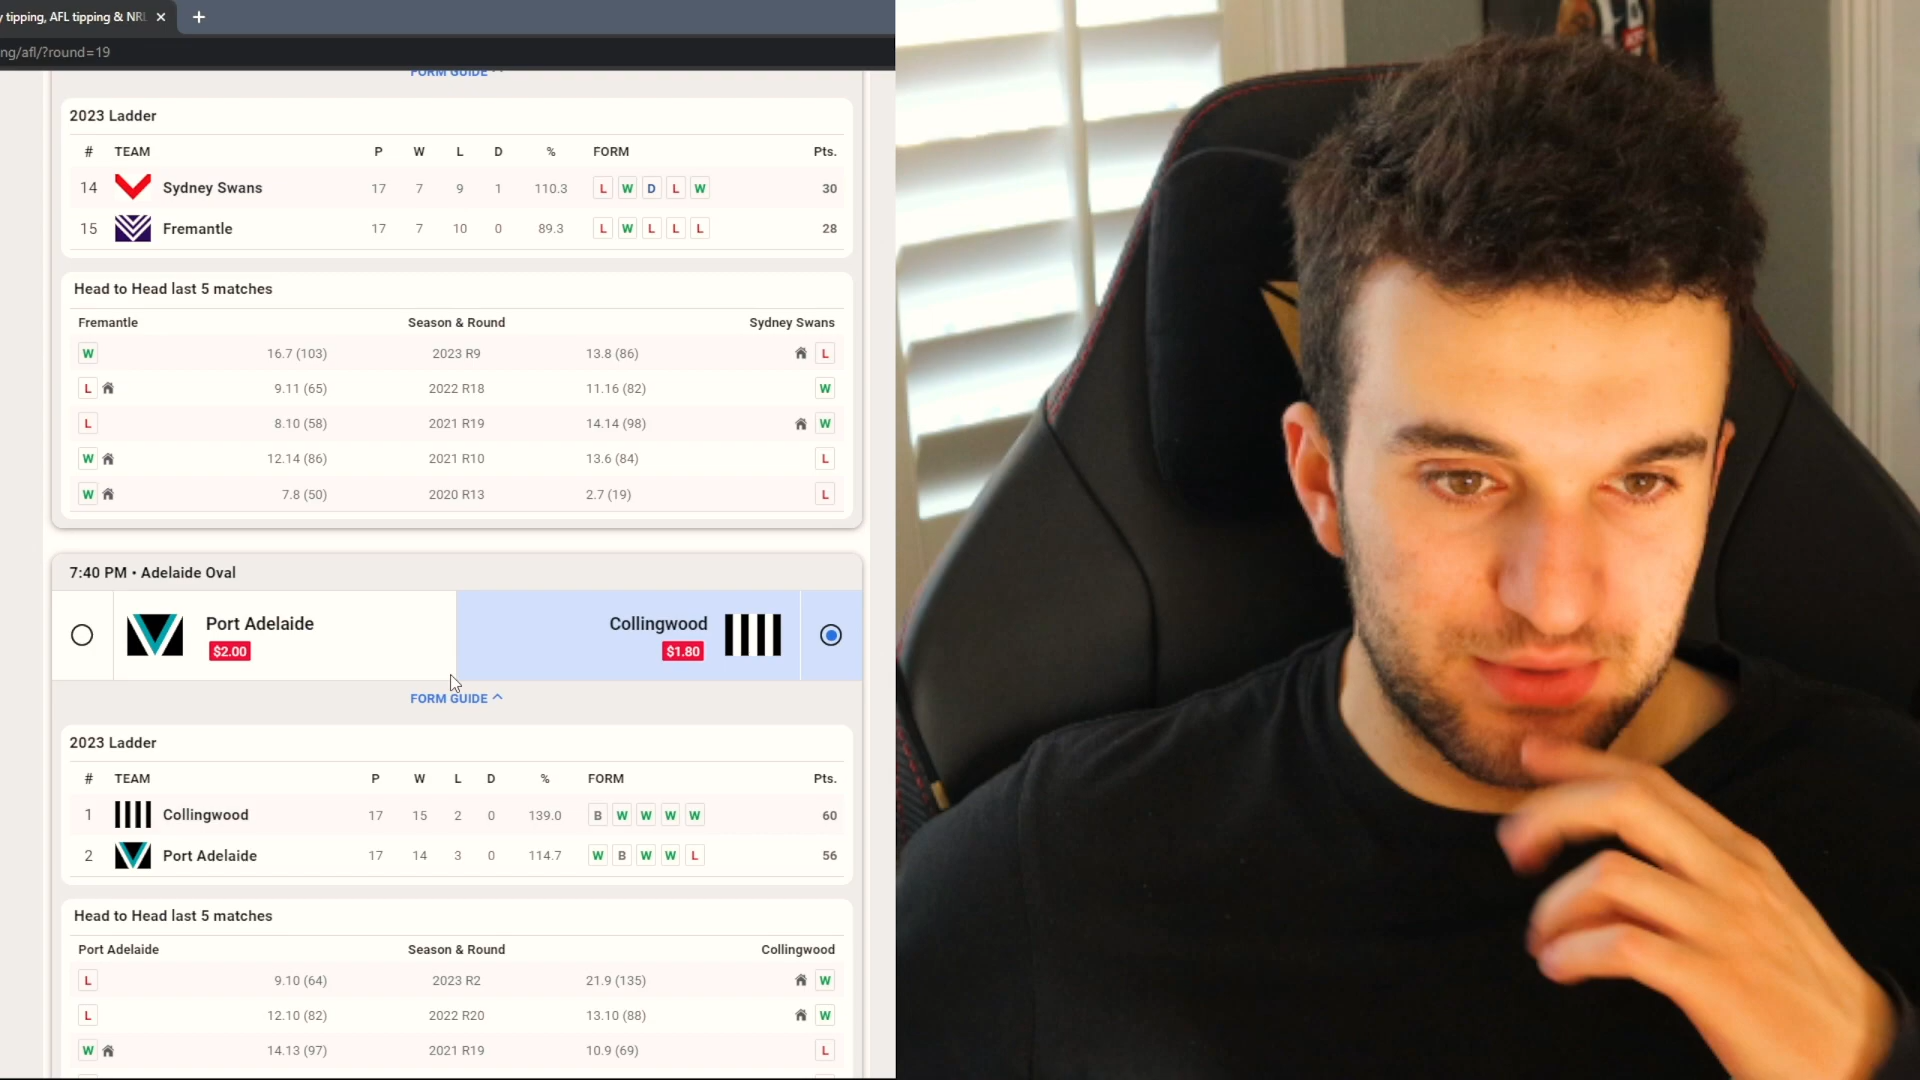 y tipping, AFL tipping & NRL
ng/afl/?round=19
FORM GUIDE
2023 Ladder
# TEAM P W L D % FORM Pts.
14 Sydney Swans 17 7 9 1 110.3 L W D L W 30
15 Fremantle 17 7 10 0 89.3 L W L L L 28
Head to Head last 5 matches
Fremantle Season & Round Sydney Swans
W 16.7 (103) 2023 R9 13.8 (86) L
L 9.11 (65) 2022 R18 11.16 (82) W
L 8.10 (58) 2021 R19 14.14 (98) W
W 12.14 (86) 2021 R10 13.6 (84) L
W 7.8 (50) 2020 R13 2.7 (19) L
7:40 PM • Adelaide Oval
Port Adelaide Collingwood
$2.00 $1.80
FORM GUIDE
2023 Ladder
# TEAM P W L D % FORM Pts.
1 Collingwood 17 15 2 0 139.0 B W W W W 60
2 Port Adelaide 17 14 3 0 114.7 W B W W L 56
Head to Head last 5 matches
Port Adelaide Season & Round Collingwood
L 9.10 (64) 2023 R2 21.9 (135) W
L 12.10 (82) 2022 R20 13.10 (88) W
W 14.13 (97) 2021 R19 10.9 (69) L